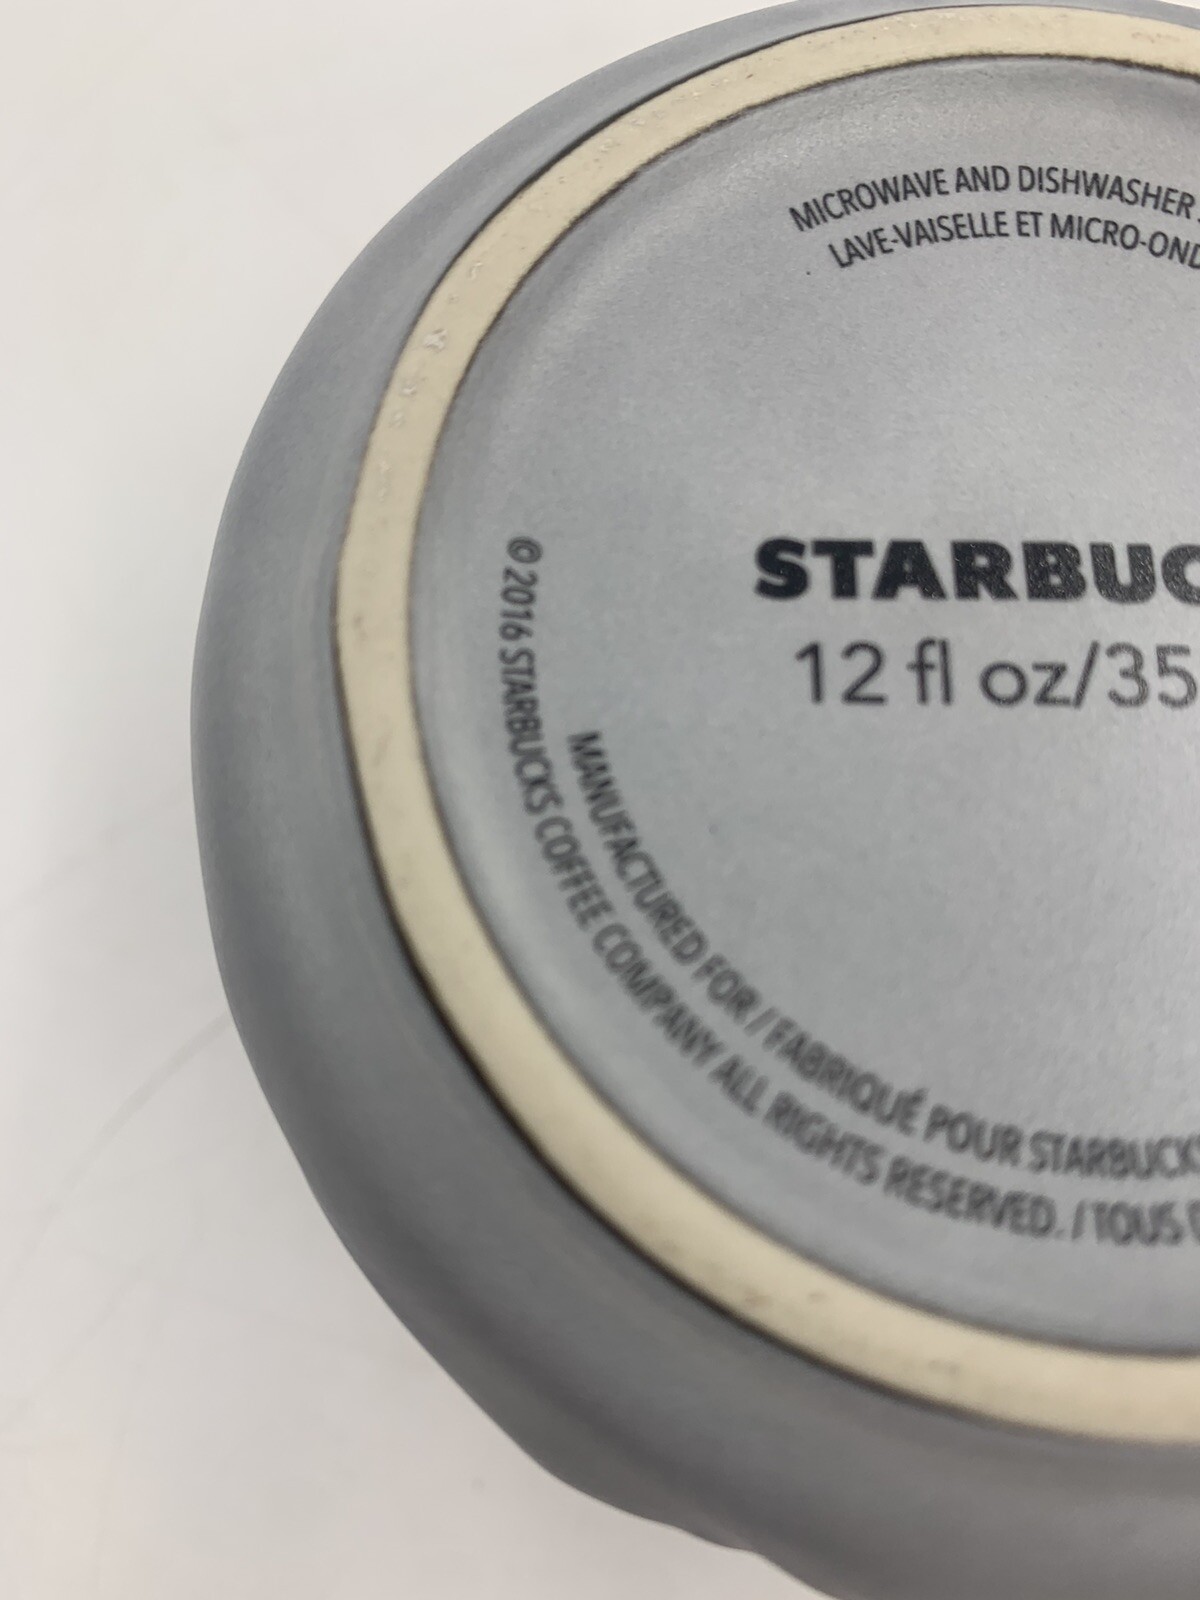 MICROWAVE AND DISHWASHER
LAVE-VAISELLE ET MICRO-OND
STARBUC
12 fl oz/35
MANUFACTURED FOR / FABRIQUÉ POUR STARBUCKS
© 2016 STARBUCKS COFFEE COMPANY ALL RIGHTS RESERVED. / TOUS